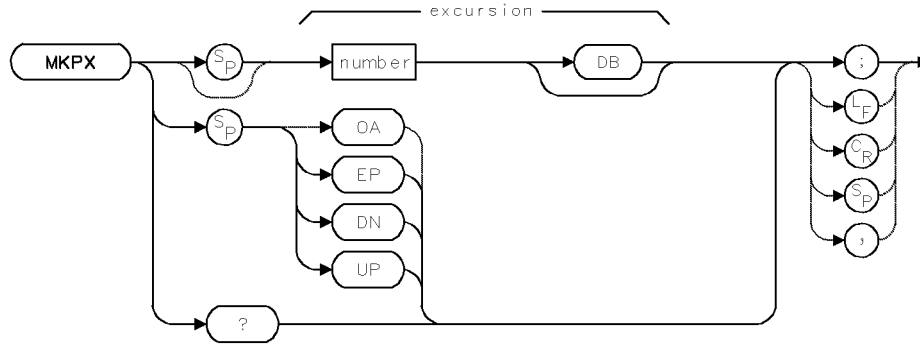 excursion
MKPX SP number DB ;
SP OA LF
EP CR
DN SP
UP ,
?